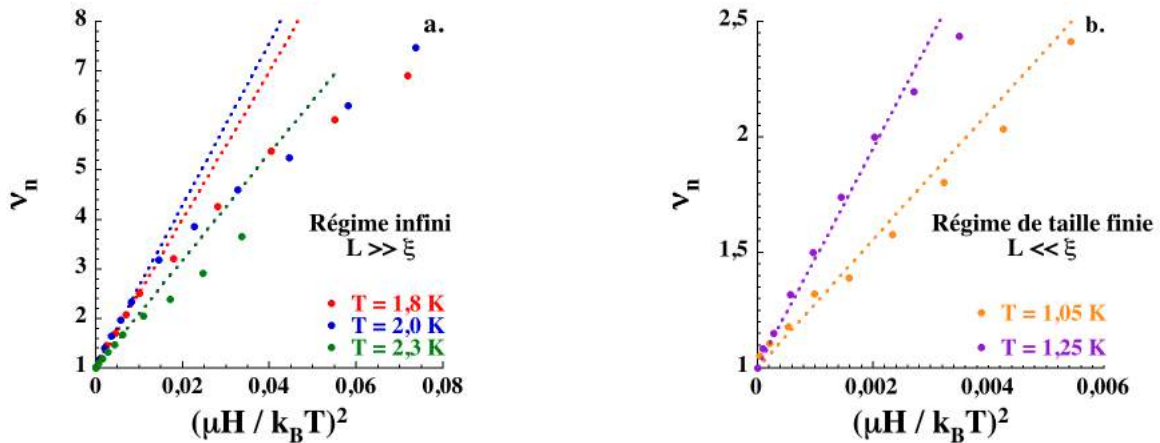 a.
8
7
6
5
4
3
2
1
ν_n
Régime infini
L >> ξ
T = 1,8 K
T = 2,0 K
T = 2,3 K
0
0,02
0,04
0,06
0,08
(μH / k_BT)²
b.
2,5
2
1,5
1
ν_n
Régime de taille finie
L << ξ
T = 1,05 K
T = 1,25 K
0
0,002
0,004
0,006
(μH / k_BT)²